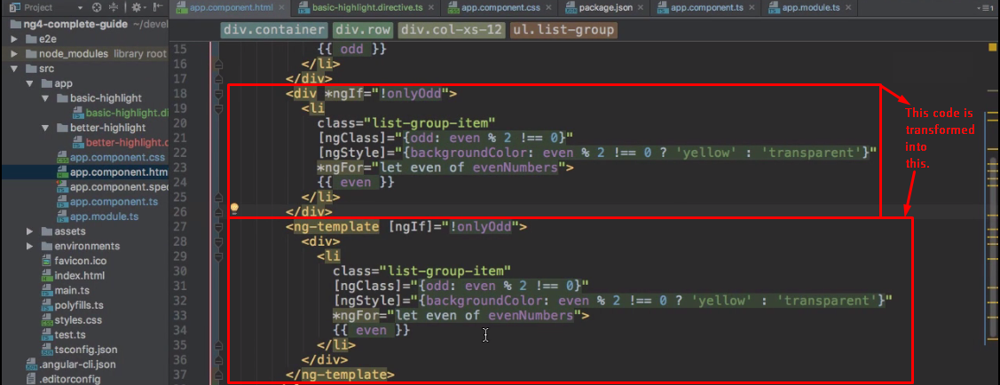 Project
app.component.html
basic-highlight.directive.ts
app.component.css
package.json
app.component.ts
app.module.ts
ng4-complete-guide ~/devel
e2e
node_modules library root
src
app
basic-highlight
basic-highlight.di
better-highlight
better-highlight.c
app.component.css
app.component.htm
app.component.spec
app.component.ts
app.module.ts
assets
environments
favicon.ico
index.html
main.ts
polyfills.ts
styles.css
test.ts
tsconfig.json
.angular-cli.json
.editorconfig
div.container div.row div.col-xs-12 ul.list-group
15 {{ odd }}
16 </li>
17 </div>
18 <div *ngIf="!onlyOdd">
19 <li
20 class="list-group-item"
21 [ngClass]="{odd: even % 2 !== 0}"
22 [ngStyle]="{backgroundColor: even % 2 !== 0 ? 'yellow' : 'transparent'}"
23 *ngFor="let even of evenNumbers">
24 {{ even }}
25 </li>
26 </div>
27 <ng-template [ngIf]="!onlyOdd">
28 <div>
29 <li
30 class="list-group-item"
31 [ngClass]="{odd: even % 2 !== 0}"
32 [ngStyle]="{backgroundColor: even % 2 !== 0 ? 'yellow' : 'transparent'}"
33 *ngFor="let even of evenNumbers">
34 {{ even }}
35 </li>
36 </div>
37 </ng-template>
This code is
transformed
into
this.